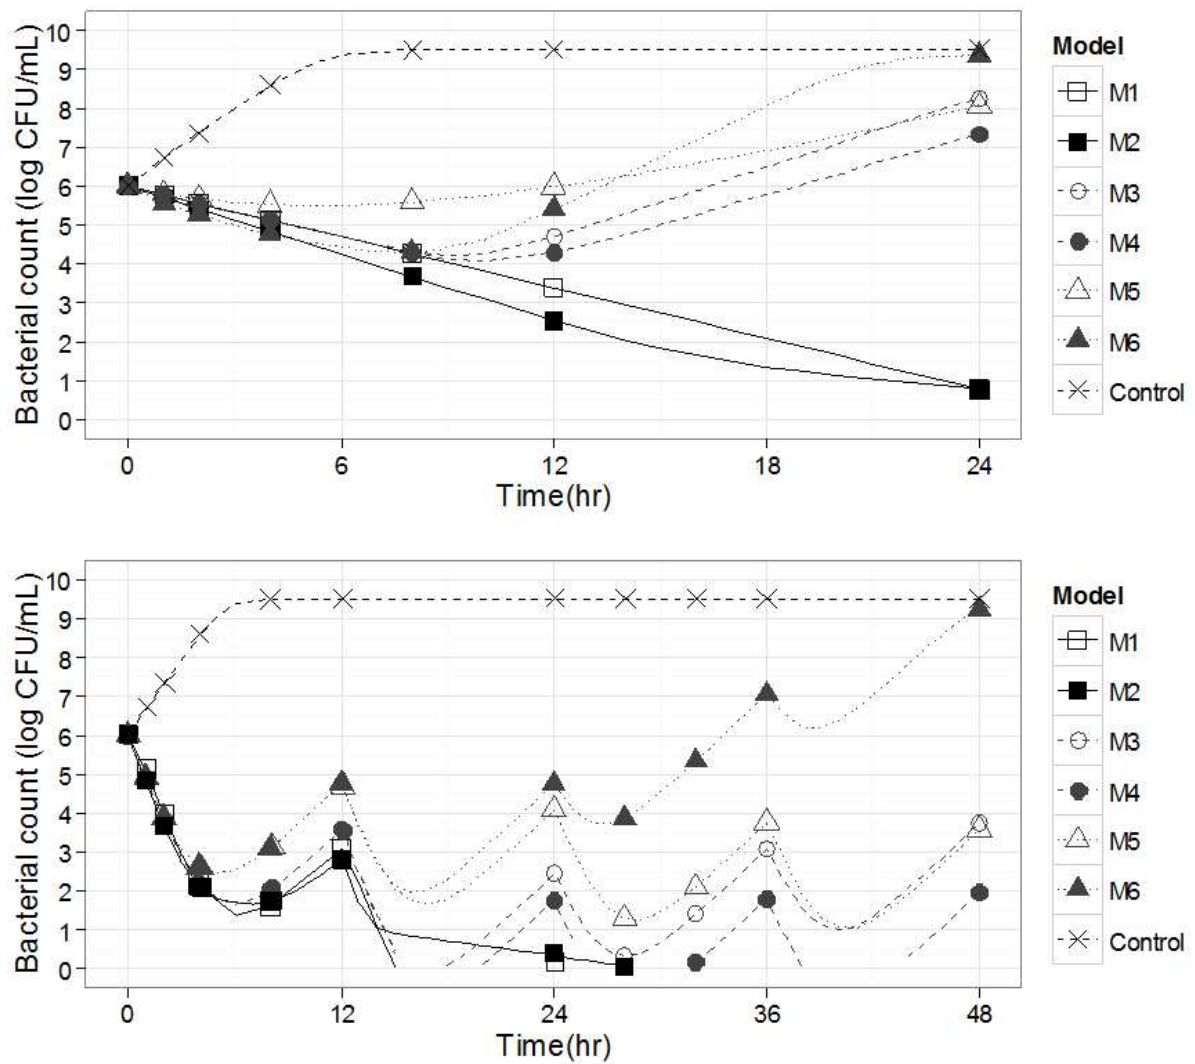 Bacterial count (log CFU/mL)
10
9
8
7
6
5
4
3
2
1
0
0 6 12 18 24
Time(hr)
Model
M1
M2
M3
M4
M5
M6
Control
Bacterial count (log CFU/mL)
10
9
8
7
6
5
4
3
2
1
0
0 12 24 36 48
Time(hr)
Model
M1
M2
M3
M4
M5
M6
Control